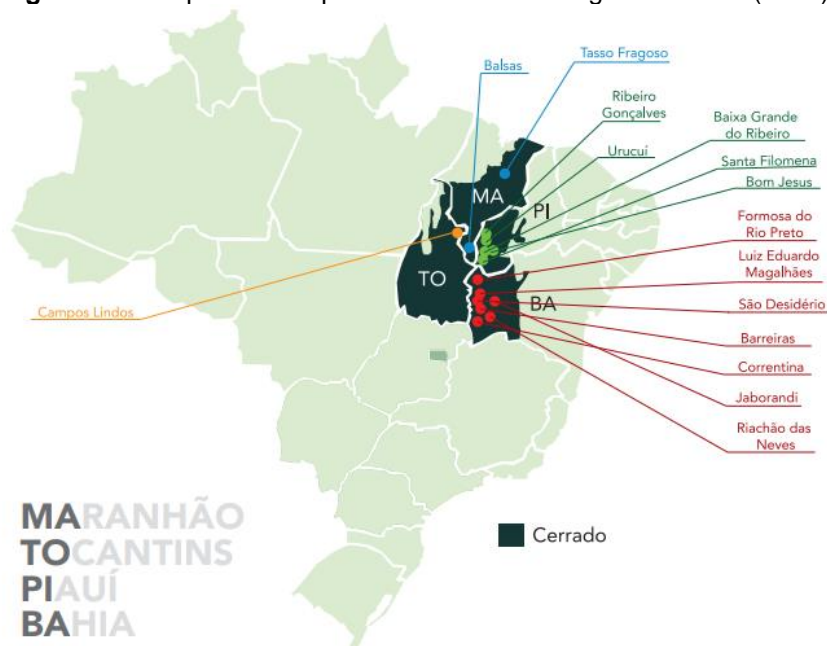 Tasso Fragoso
Balsas
Ribeiro
Gonçalves
Baixa Grande
do Ribeiro
Urucuí
Santa Filomena
Bom Jesus
MA
PI
Formosa do
Rio Preto
Luiz Eduardo
Magalhães
TO
BA
São Desidério
Campos Lindos
Barreiras
Correntina
Jaborandi
Riachão das
Neves
MARANHÃO
TOCANTINS
PIAUÍ
BAHIA
Cerrado